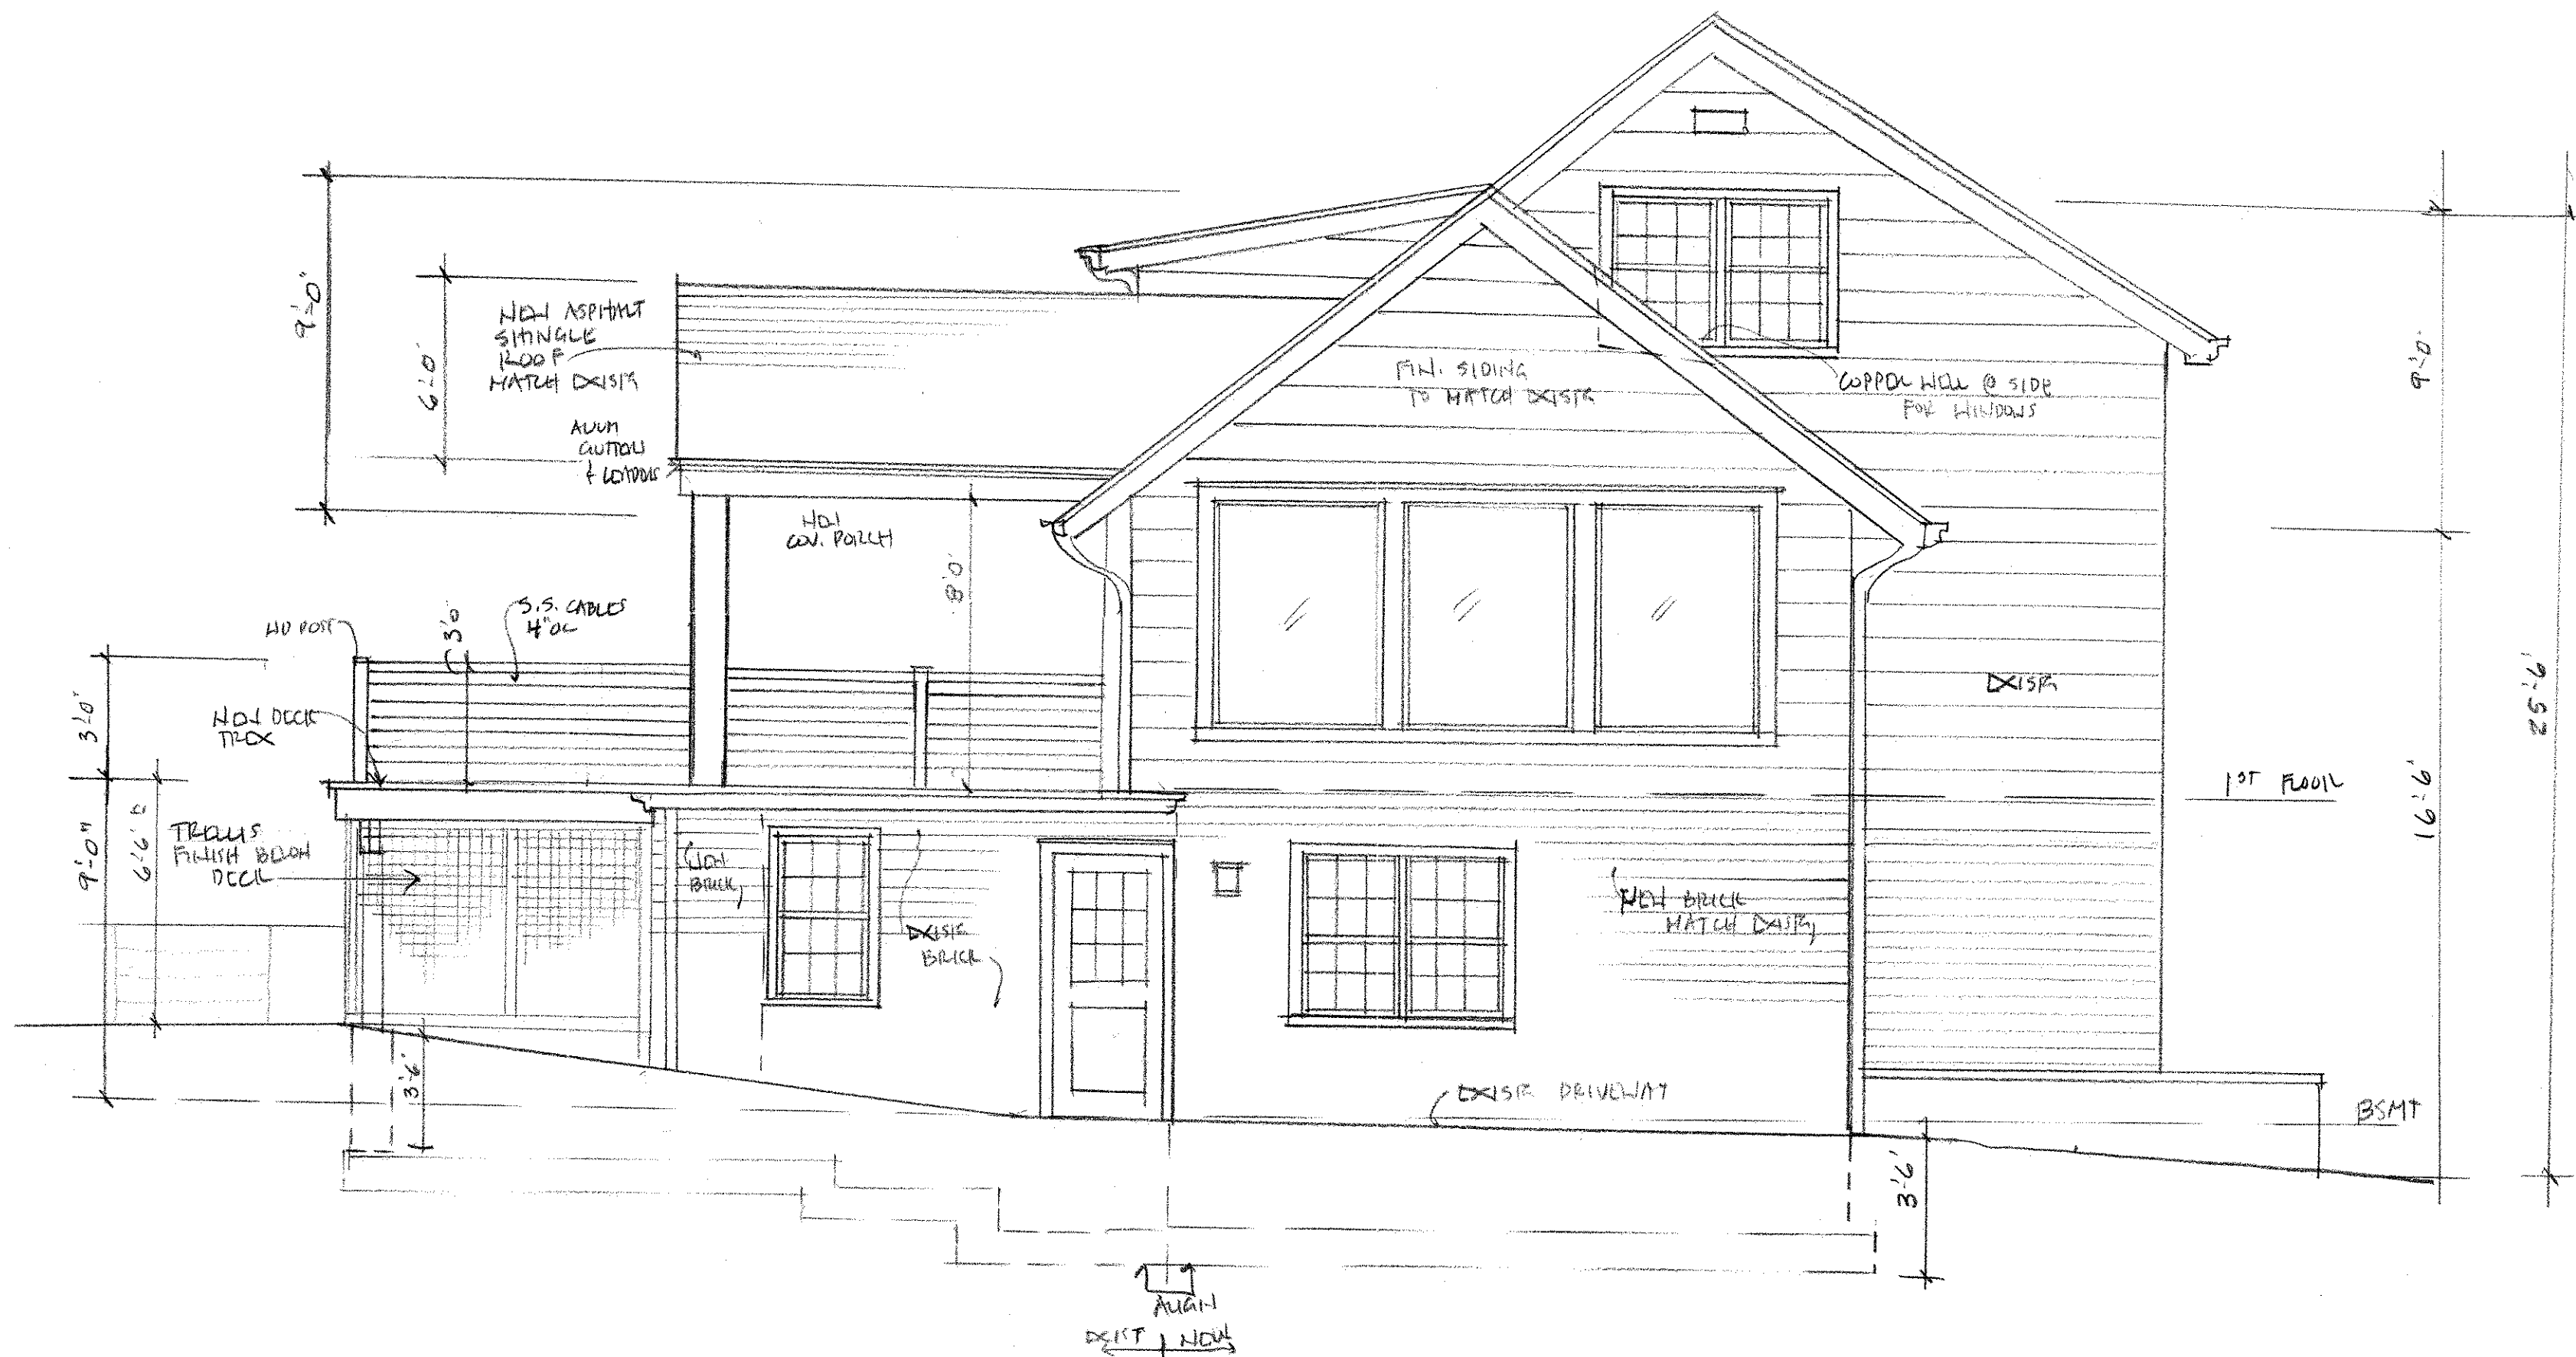 9'-0"
6'-0'
NEW ASPHALT
SHINGLE
ROOF
MATCH EXIST'G
ALUM
GUTTERS
& LEADERS
FIN. SIDING
TO MATCH EXIST'G
COPPER WELL @ SIDE
FOR WINDOWS
9'-0'
NEW
COV. PORCH
8'0'
WD POST
3'0
S.S. CABLES
4"OC
3'-0'
NEW DECK
TREX
EXIST'G
25'-6'
1ST FLOOR
16'-6'
9'-0"
6'-6'±
TRELLIS
FINISH BELOW
DECK
NEW
BRICK
EXIST'G
BRICK
NEW BRICK
MATCH EXIST'G
3'-6'
EXIST'G DRIVEWAY
BSMT
3'-6'
ALIGN
EXIST NEW